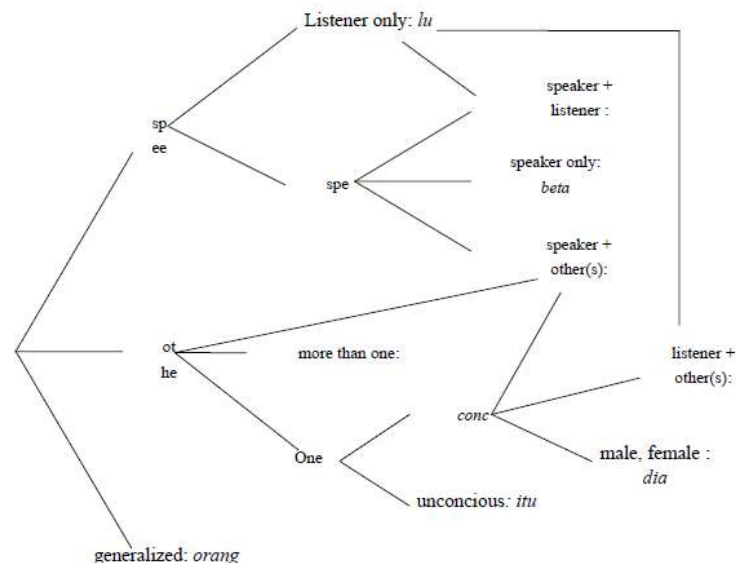 Listener only: lu
speaker +
listener :
sp
ee
speaker only:
beta
spe
speaker +
other(s):
ot
he
more than one:
listener +
other(s):
conc
One
male, female :
dia
unconcious: itu
generalized: orang